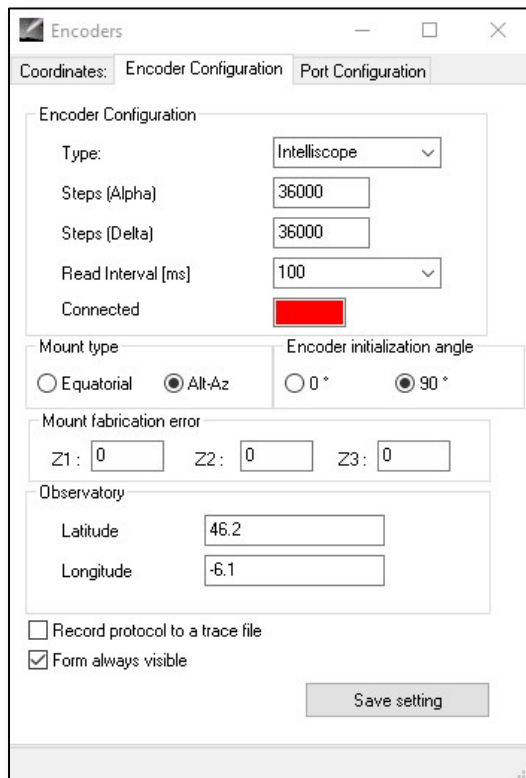 Encoders
Coordinates: Encoder Configuration Port Configuration
Encoder Configuration
Type: Intelliscope
Steps (Alpha) 36000
Steps (Delta) 36000
Read Interval [ms] 100
Connected
Mount type Encoder initialization angle
Equatorial Alt-Az 0 ° 90 °
Mount fabrication error
Z1 : 0 Z2 : 0 Z3 : 0
Observatory
Latitude 46.2
Longitude -6.1
Record protocol to a trace file
Form always visible
Save setting